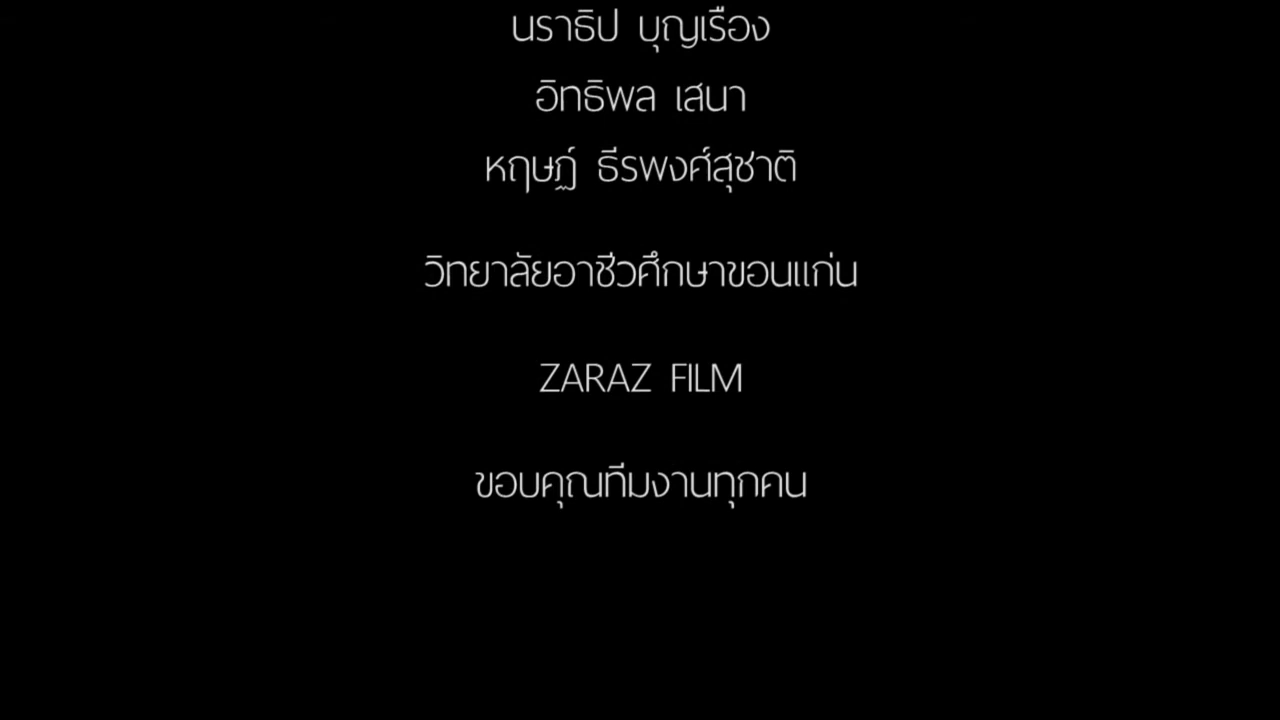 นราธิป บุญเรือง
อิทธิพล เสนา
หฤษฏ์ ธีรพงศ์สุชาติ
วิทยาลัยอาชีวศึกษาขอนแก่น
ZARAZ FILM
ขอบคุณทีมงานทุกคน